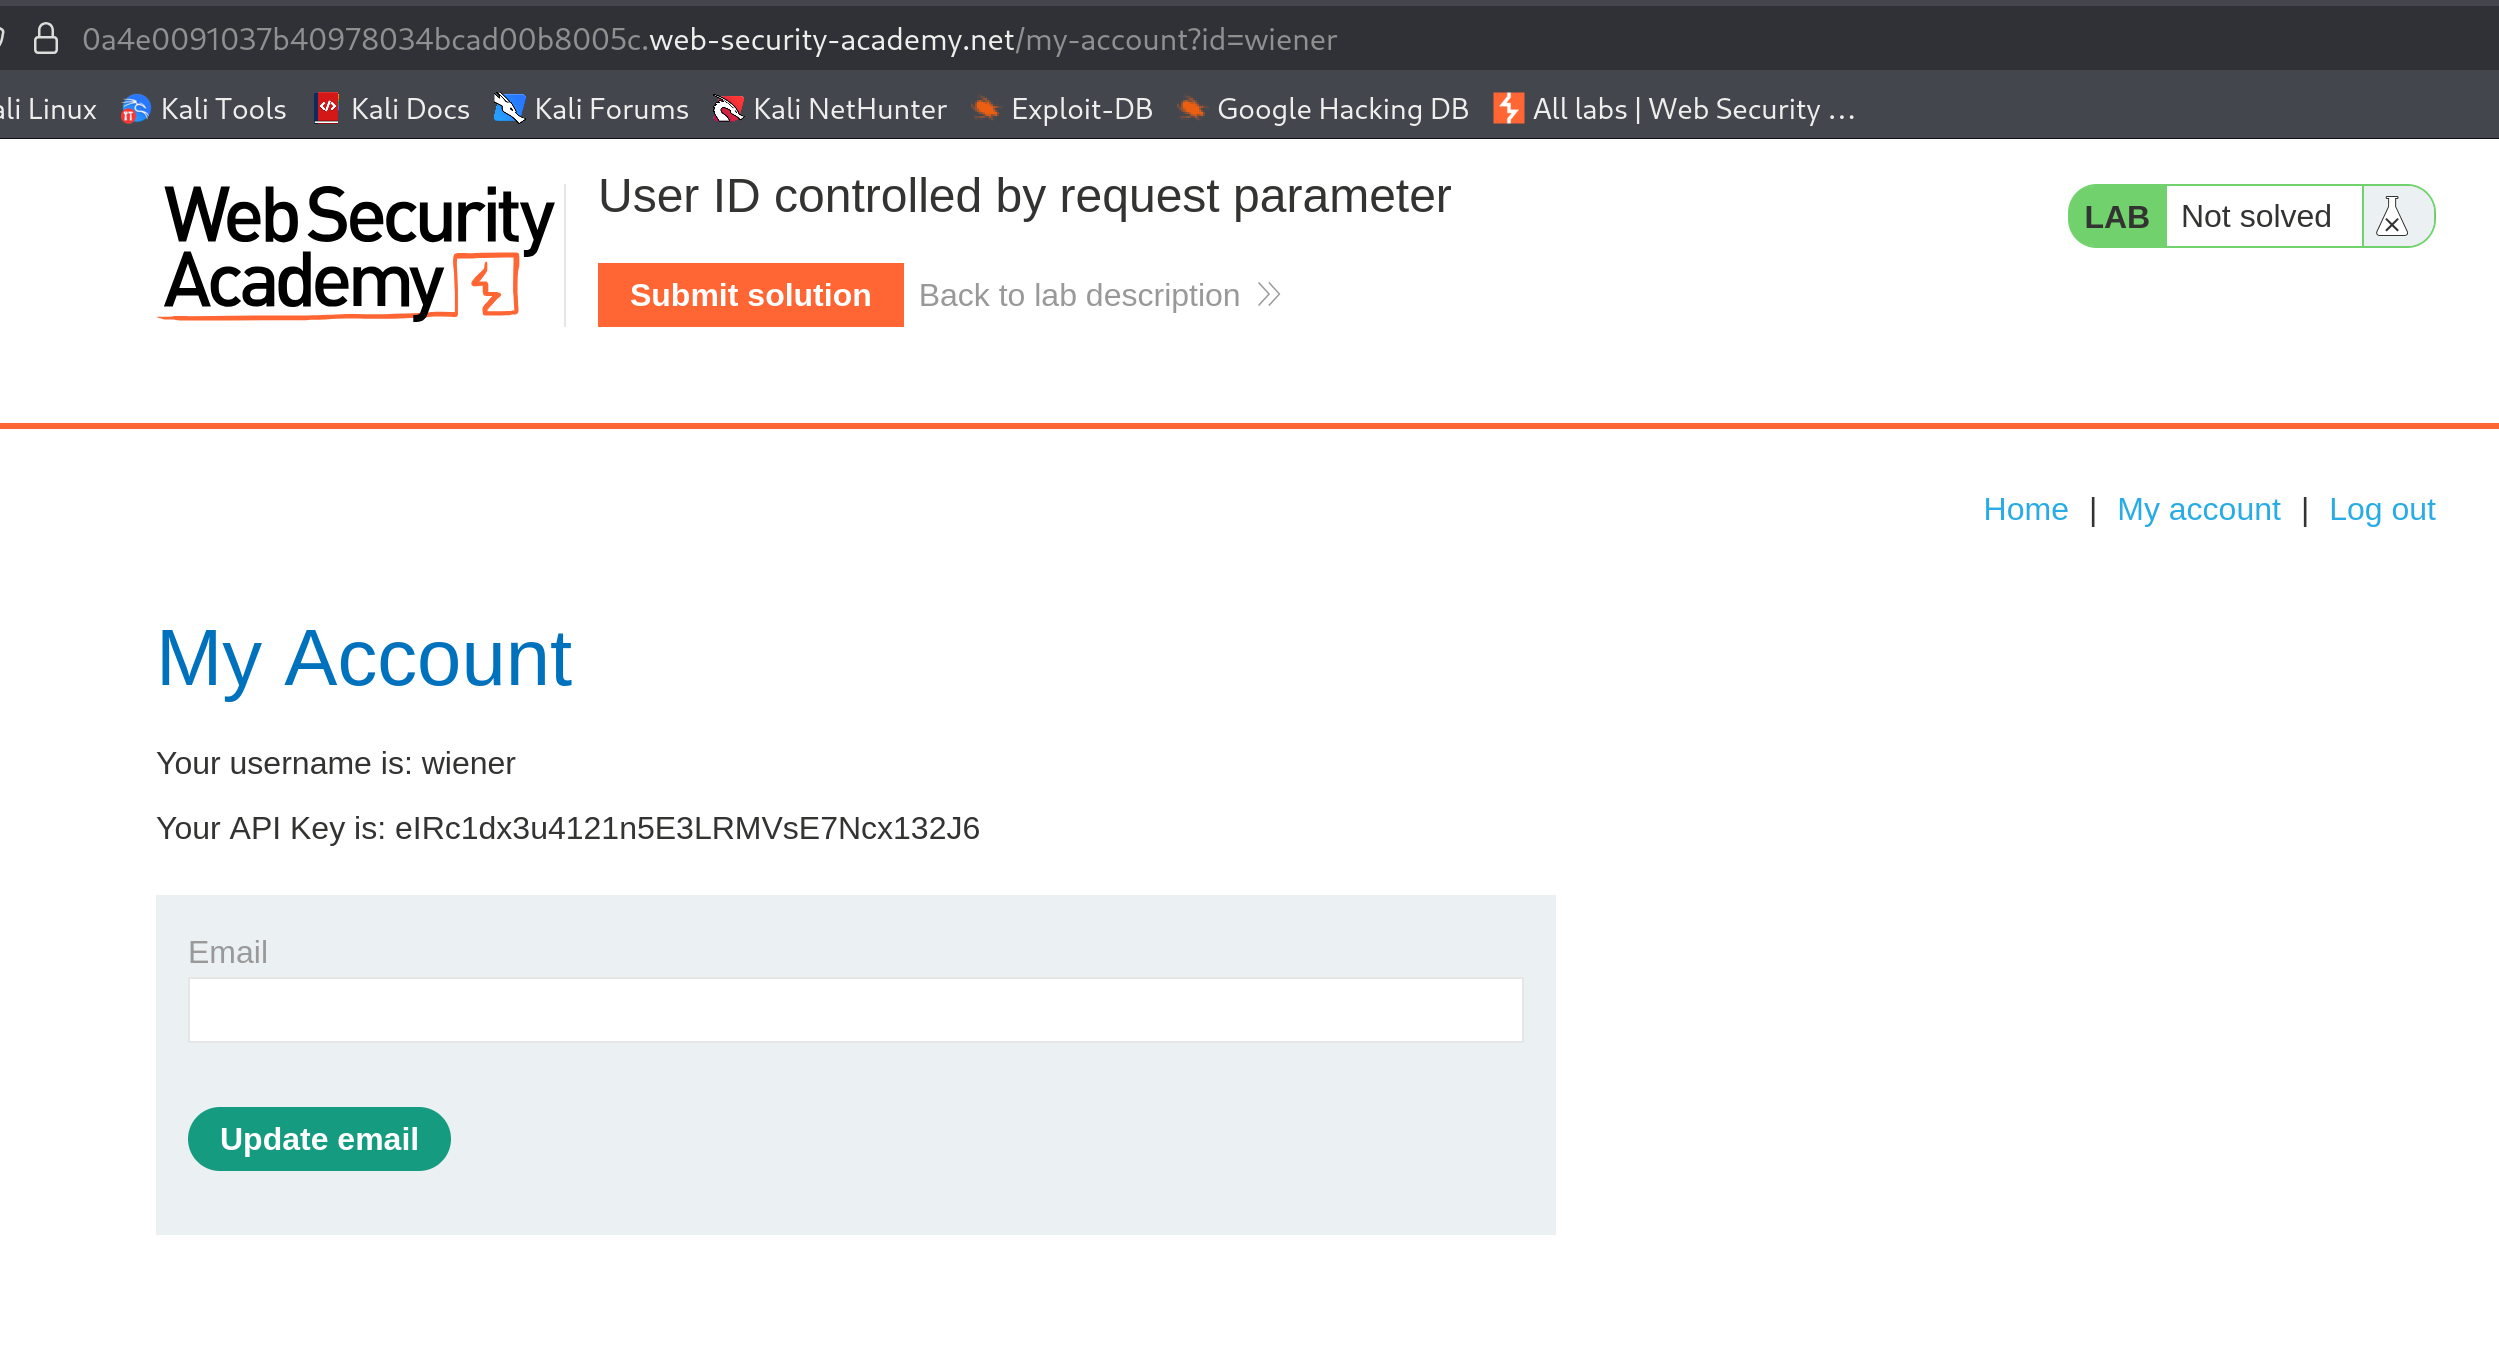 0a4e0091037b40978034bcad00b8005c.web-security-academy.net/my-account?id=wiener
ali Linux Kali Tools Kali Docs Kali Forums Kali NetHunter Exploit-DB Google Hacking DB All labs | Web Security …
Web Security
Academy
User ID controlled by request parameter
LAB Not solved
Submit solution Back to lab description
Home | My account | Log out
My Account
Your username is: wiener
Your API Key is: eIRc1dx3u4121n5E3LRMVsE7Ncx132J6
Email
Update email